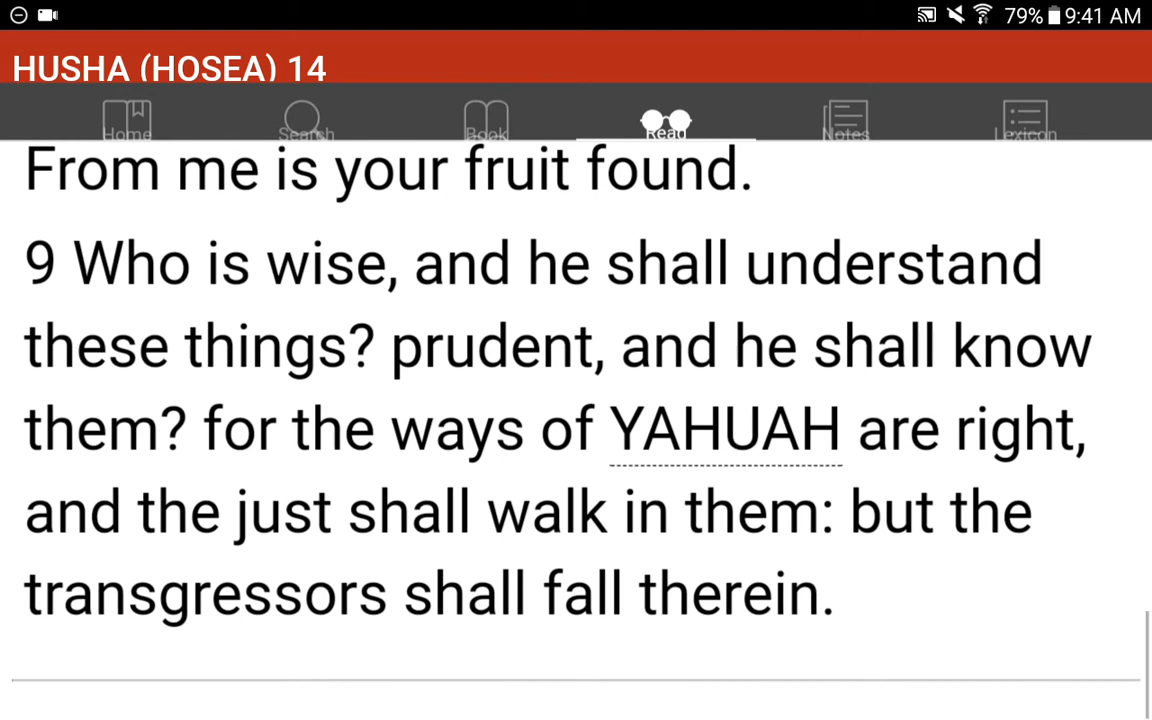 79% 9:41 AM
HUSHA (HOSEA) 14
Home Search Book Read Notes Lexicon
From me is your fruit found.
9 Who is wise, and he shall understand
these things? prudent, and he shall know
them? for the ways of YAHUAH are right,
and the just shall walk in them: but the
transgressors shall fall therein.